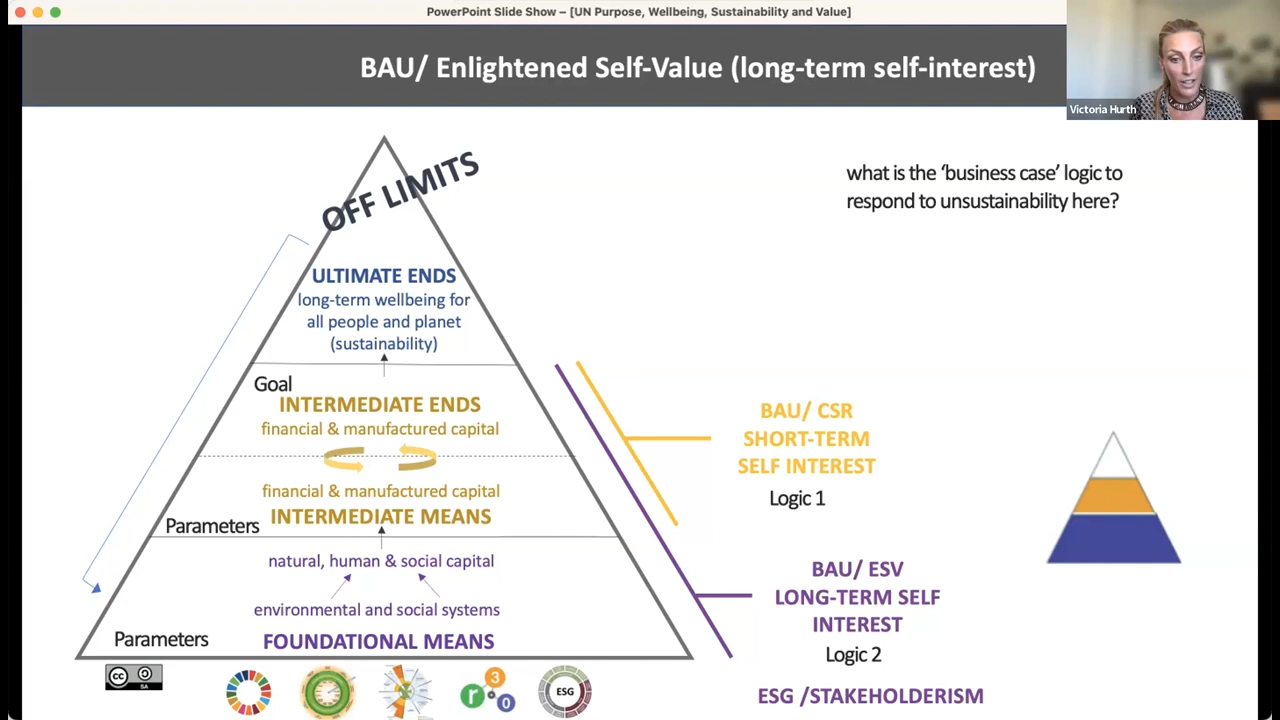 PowerPoint Slide Show – [UN Purpose, Wellbeing, Sustainability and Value]
BAU/ Enlightened Self-Value (long-term self-interest)
Victoria Hurth
what is the ‘business case’ logic to
respond to unsustainability here?
OFF LIMITS
ULTIMATE ENDS
long-term wellbeing for
all people and planet
(sustainability)
Goal
INTERMEDIATE ENDS
financial & manufactured capital
financial & manufactured capital
Parameters
INTERMEDIATE MEANS
natural, human & social capital
environmental and social systems
Parameters
FOUNDATIONAL MEANS
BAU/ CSR
SHORT-TERM
SELF INTEREST
Logic 1
BAU/ ESV
LONG-TERM SELF
INTEREST
Logic 2
ESG /STAKEHOLDERISM
cc
SA
r3.0
ESG